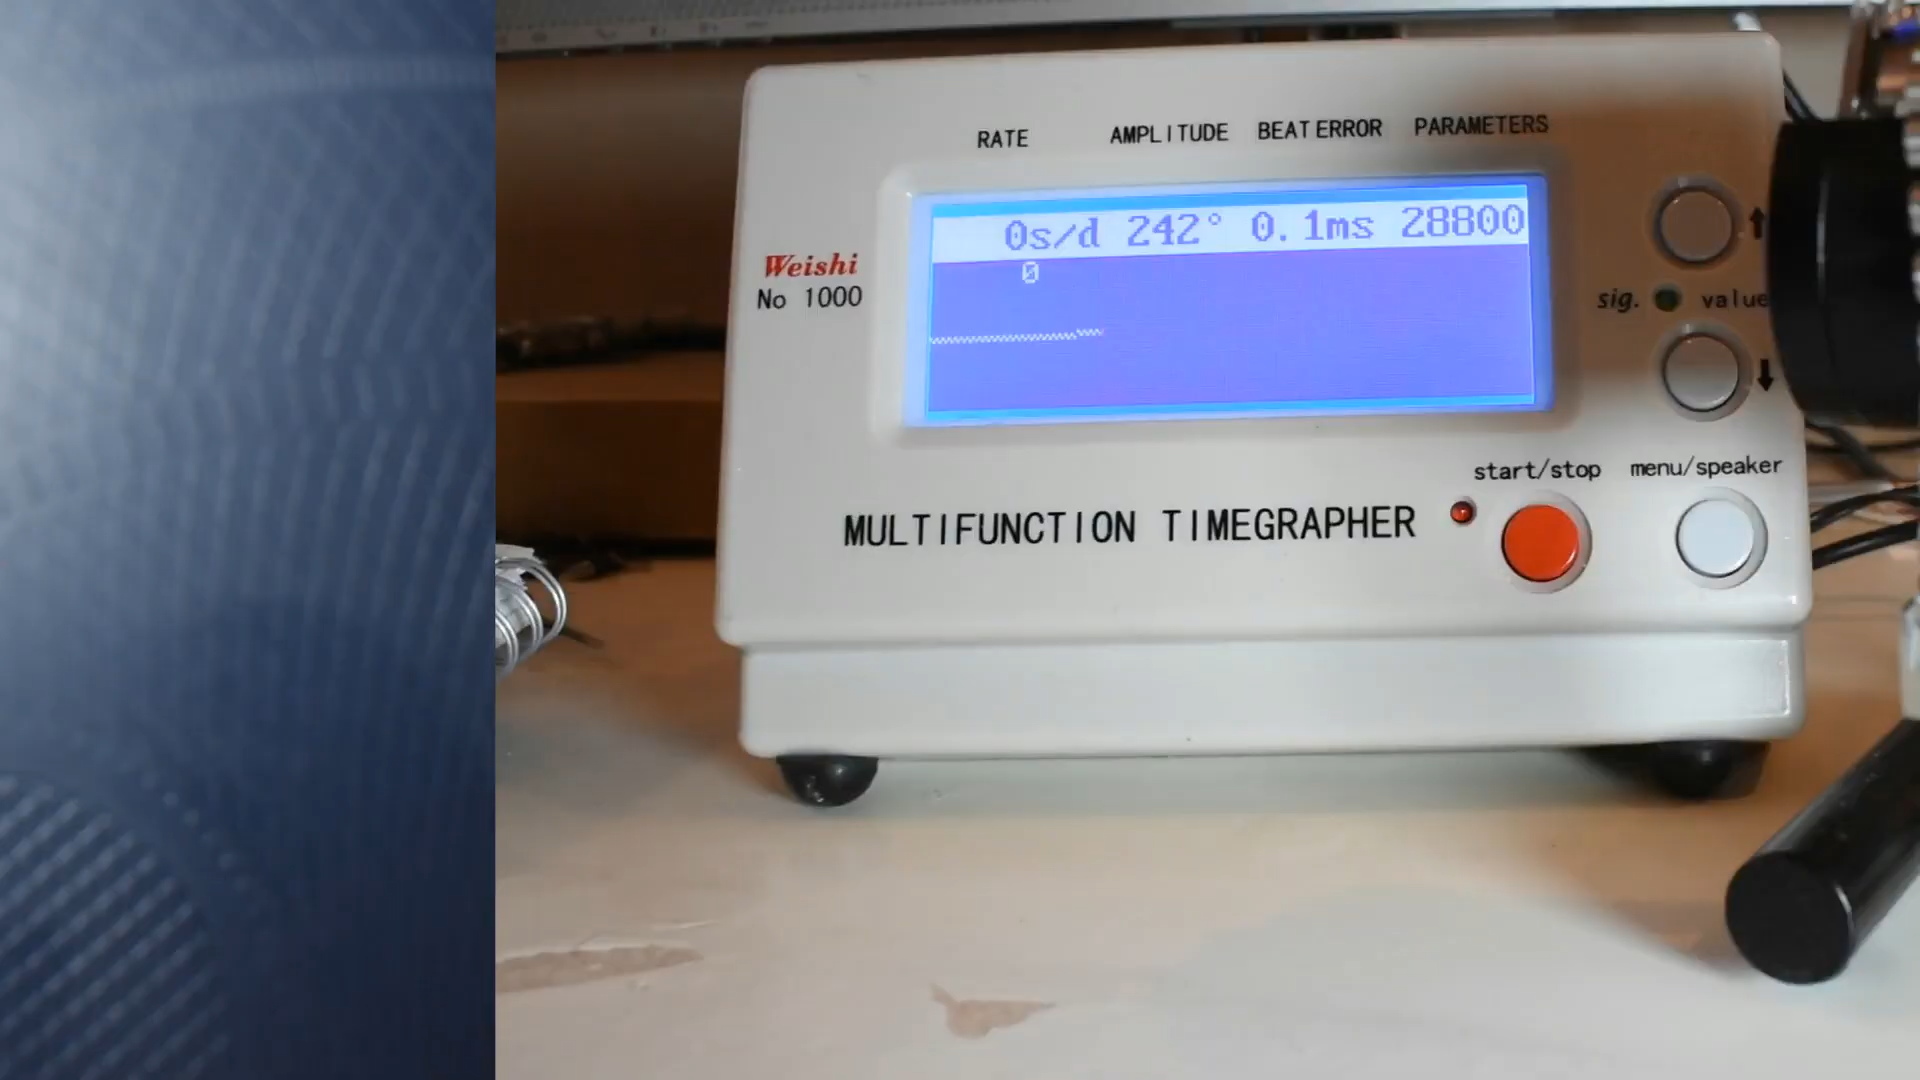 RATE AMPLITUDE BEAT ERROR PARAMETERS
0s/d 242° 0.1ms 28800
0
Weishi
No 1000
sig. value
start/stop menu/speaker
MULTIFUNCTION TIMEGRAPHER